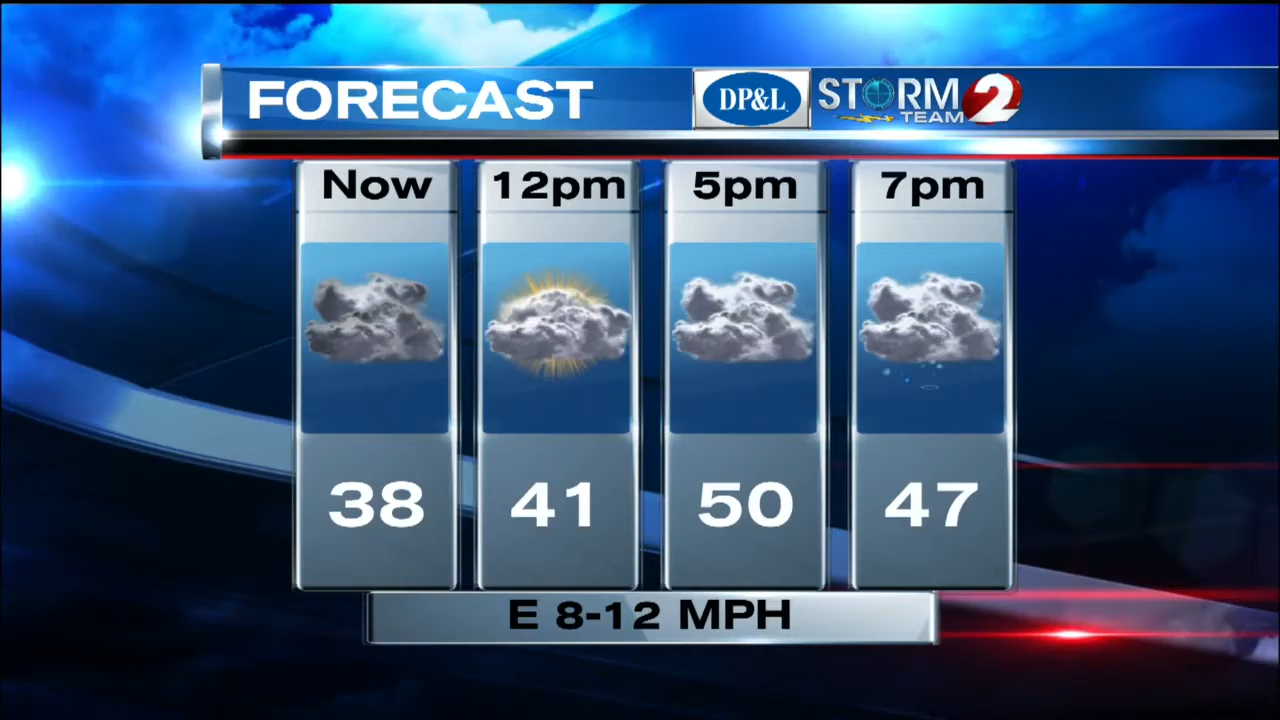 FORECAST
DP&L
STORM
TEAM 2
Now 12pm 5pm 7pm
38 41 50 47
E 8-12 MPH